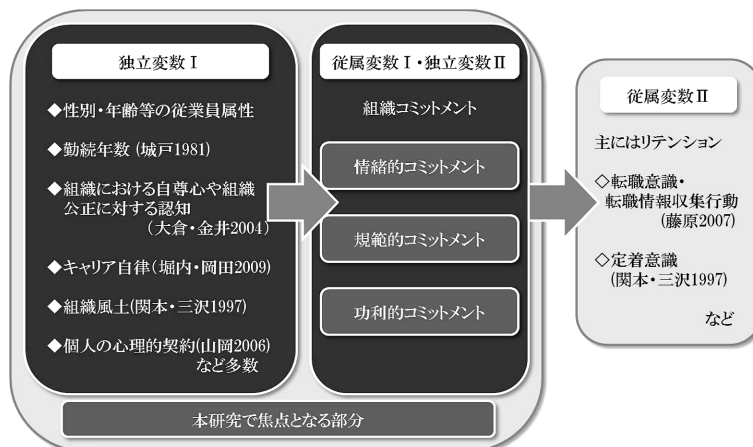 独立変数Ⅰ
◆性別・年齢等の従業員属性
◆勤続年数 (城戸1981)
◆組織における自尊心や組織
公正に対する認知
(大倉・金井2004)
◆キャリア自律(堀内・岡田2009)
◆組織風土(関本・三沢1997)
◆個人の心理的契約(山岡2006)
など多数
従属変数Ⅰ・独立変数Ⅱ
組織コミットメント
情緒的コミットメント
規範的コミットメント
功利的コミットメント
従属変数Ⅱ
主にはリテンション
◇転職意識・
転職情報収集行動
(藤原2007)
◇定着意識
(関本・三沢1997)
など
本研究で焦点となる部分